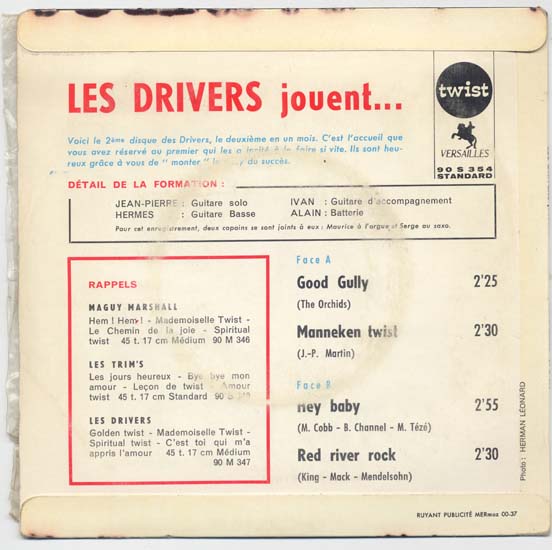 LES DRIVERS jouent...
twist
VERSAILLES
90 S 354
STANDARD
Voici le 2ème disque des Drivers, le deuxième en un mois. C'est l'accueil que
vous avez réservé au premier qui les a invité à le faire si vite. Ils sont heu-
reux grâce à vous de " monter " du succès.
DÉTAIL DE LA FORMATION :
JEAN-PIERRE : Guitare solo IVAN : Guitare d'accompagnement
HERMES : Guitare Basse ALAIN : Batterie
Pour cet enregistrement, deux copains se sont joints à eux : Maurice à l'orgue et Serge au saxo.
RAPPELS
MAGUY MARSHALL
Hem ! Hem ! - Mademoiselle Twist -
Le Chemin de la joie - Spiritual
twist 45 t. 17 cm Médium 90 M 346
LES TRIM'S
Les jours heureux - Bye bye mon
amour - Leçon de twist - Amour
twist 45 t. 17 cm Standard 90 S
LES DRIVERS
Golden twist - Mademoiselle Twist -
Spiritual twist - C'est toi qui m'a
appris l'amour 45 t. 17 cm Médium
90 M 347
Face A
Good Gully 2'25
(The Orchids)
Manneken twist 2'30
(J.-P. Martin)
Face B
Hey baby 2'55
(M. Cobb - B. Channel - M. Tézé)
Red river rock 2'30
(King - Mack - Mendelsohn)
Photo : HERMAN LÉONARD
RUYANT PUBLICITÉ MERmoz 00-37